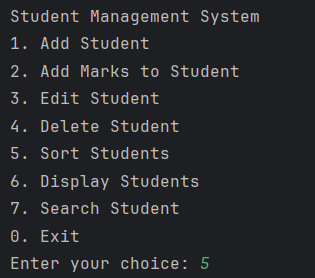 Student Management System
1. Add Student
2. Add Marks to Student
3. Edit Student
4. Delete Student
5. Sort Students
6. Display Students
7. Search Student
0. Exit
Enter your choice: 5